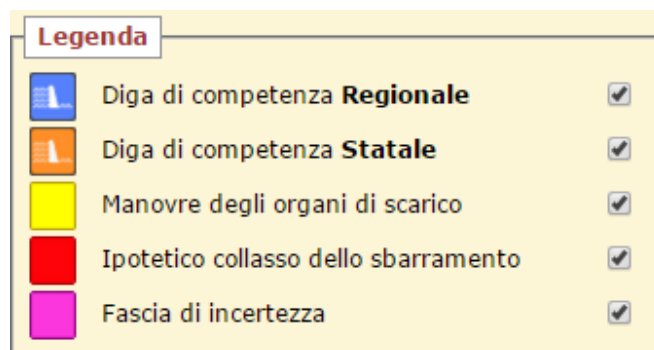 Legenda
Diga di competenza Regionale
Diga di competenza Statale
Manovre degli organi di scarico
Ipotetico collasso dello sbarramento
Fascia di incertezza